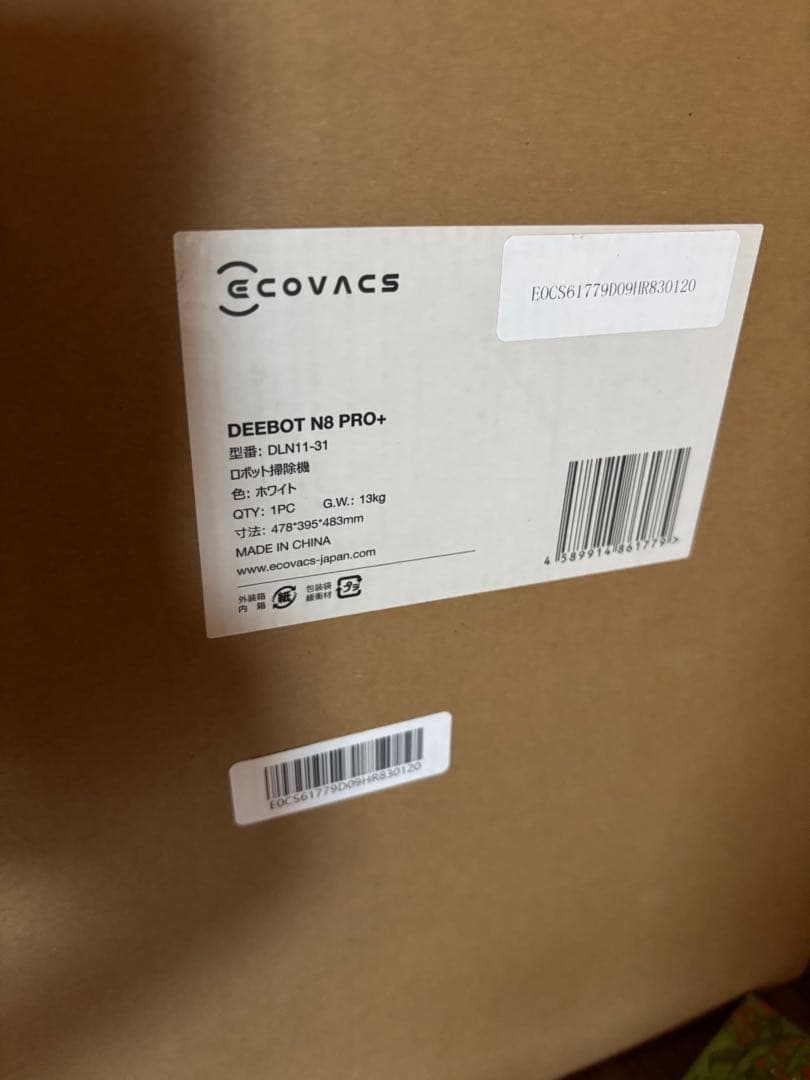 ECOVACS
E0CS61779D09HR830120
DEEBOT N8 PRO+
型番: DLN11-31
ロボット掃除機
色: ホワイト
QTY: 1PC G.W.: 13kg
寸法: 478*395*483mm
MADE IN CHINA
www.ecovacs-japan.com
4 589914 861779 >
外装箱 紙 包装袋 プラ
内 箱 緩衝材
E0CS61779D09HR830120